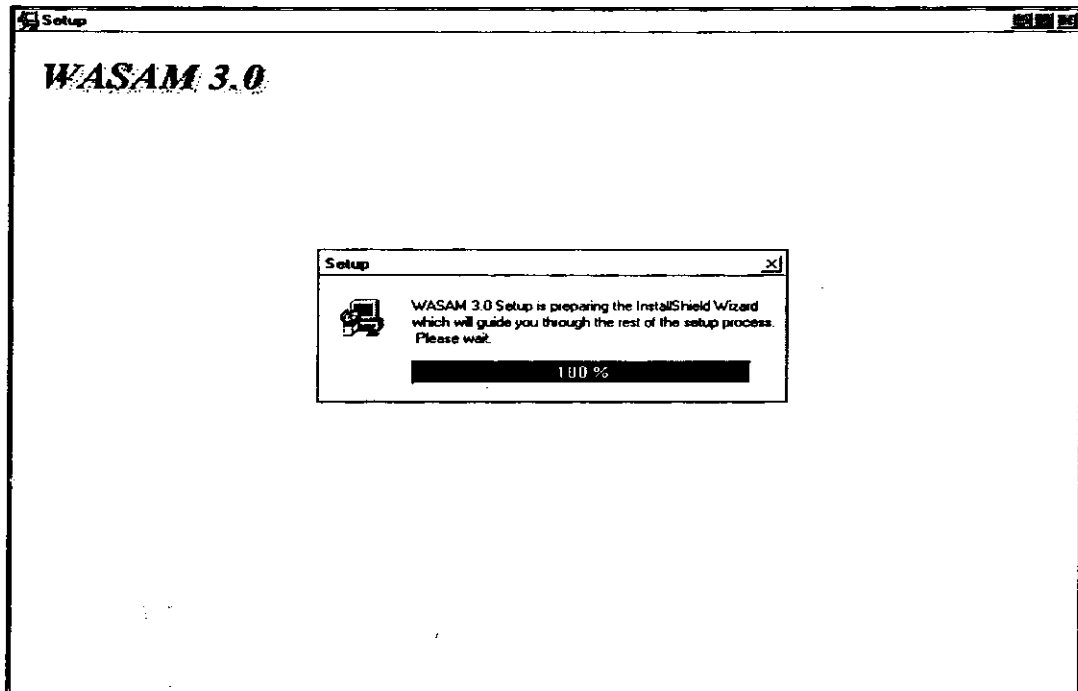 Setup
WASAM 3.0
Setup
WASAM 3.0 Setup is preparing the InstallShield Wizard
which will guide you through the rest of the setup process.
Please wait.
100 %